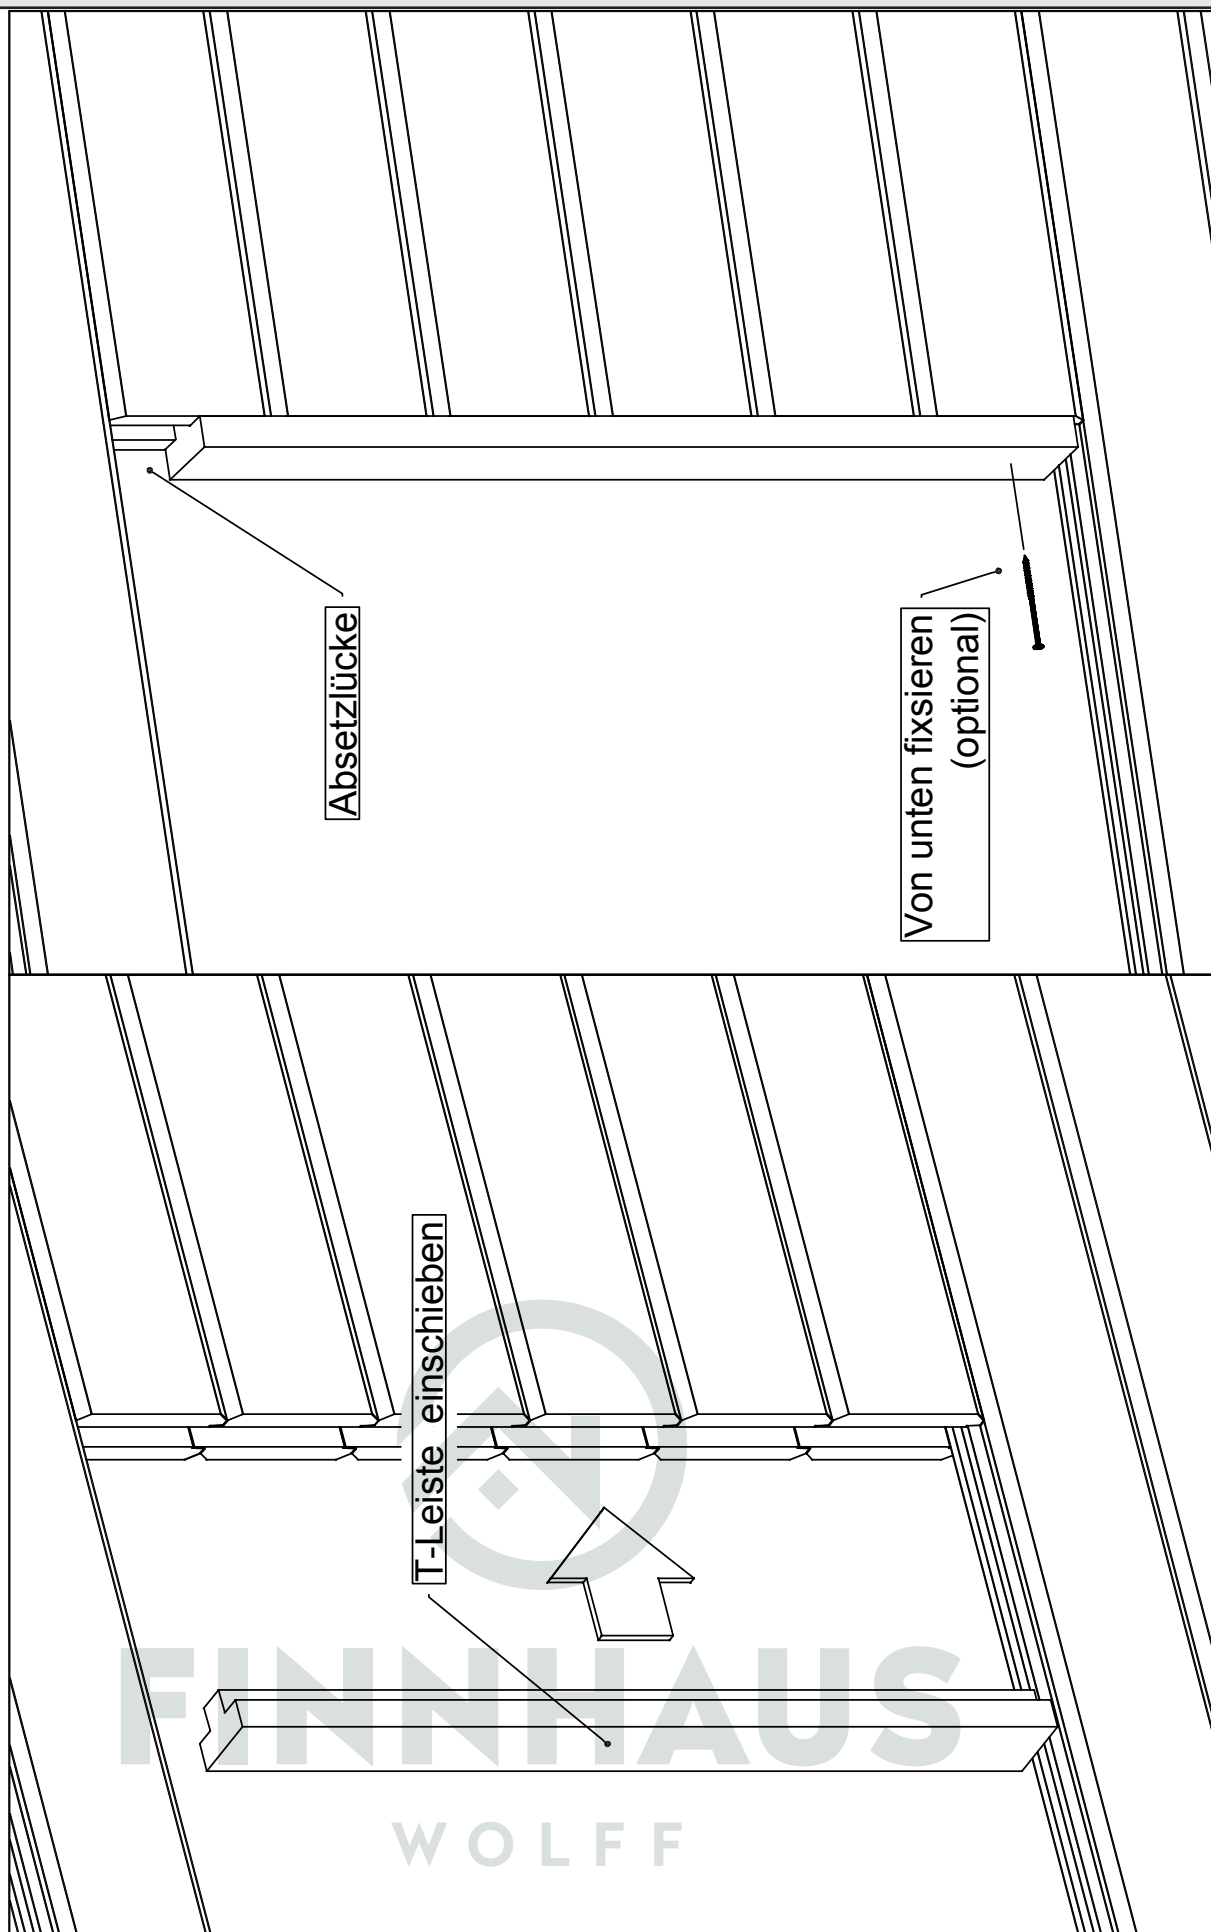 T-Leiste einschieben
Absetzlücke
Von unten fixsieren
(optional)
FINNHAUS
WOLFF